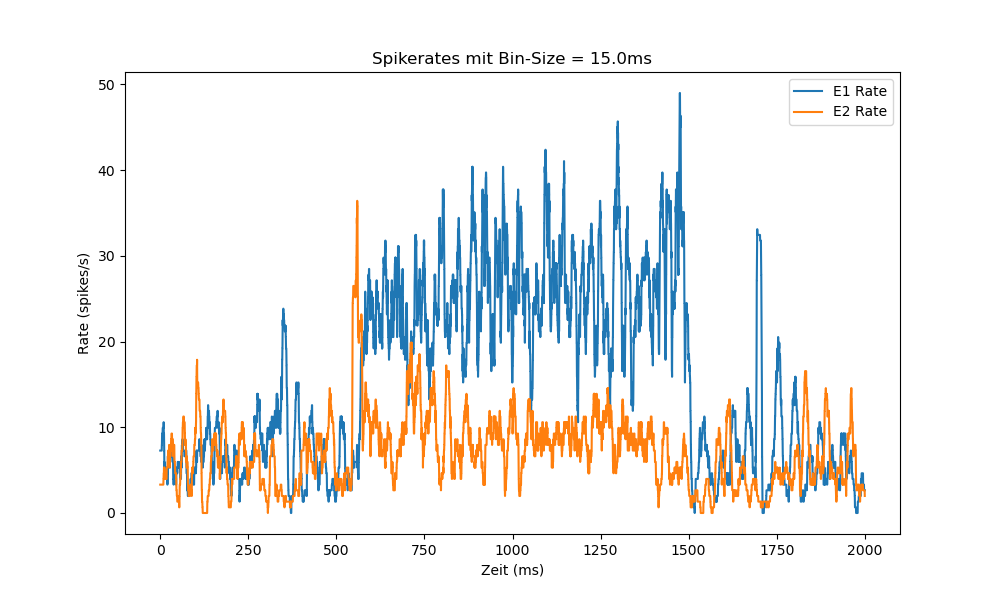 Spikerates mit Bin-Size = 15.0ms
50
40
30
20
10
0
Rate (spikes/s)
E1 Rate
E2 Rate
0 250 500 750 1000 1250 1500 1750 2000
Zeit (ms)